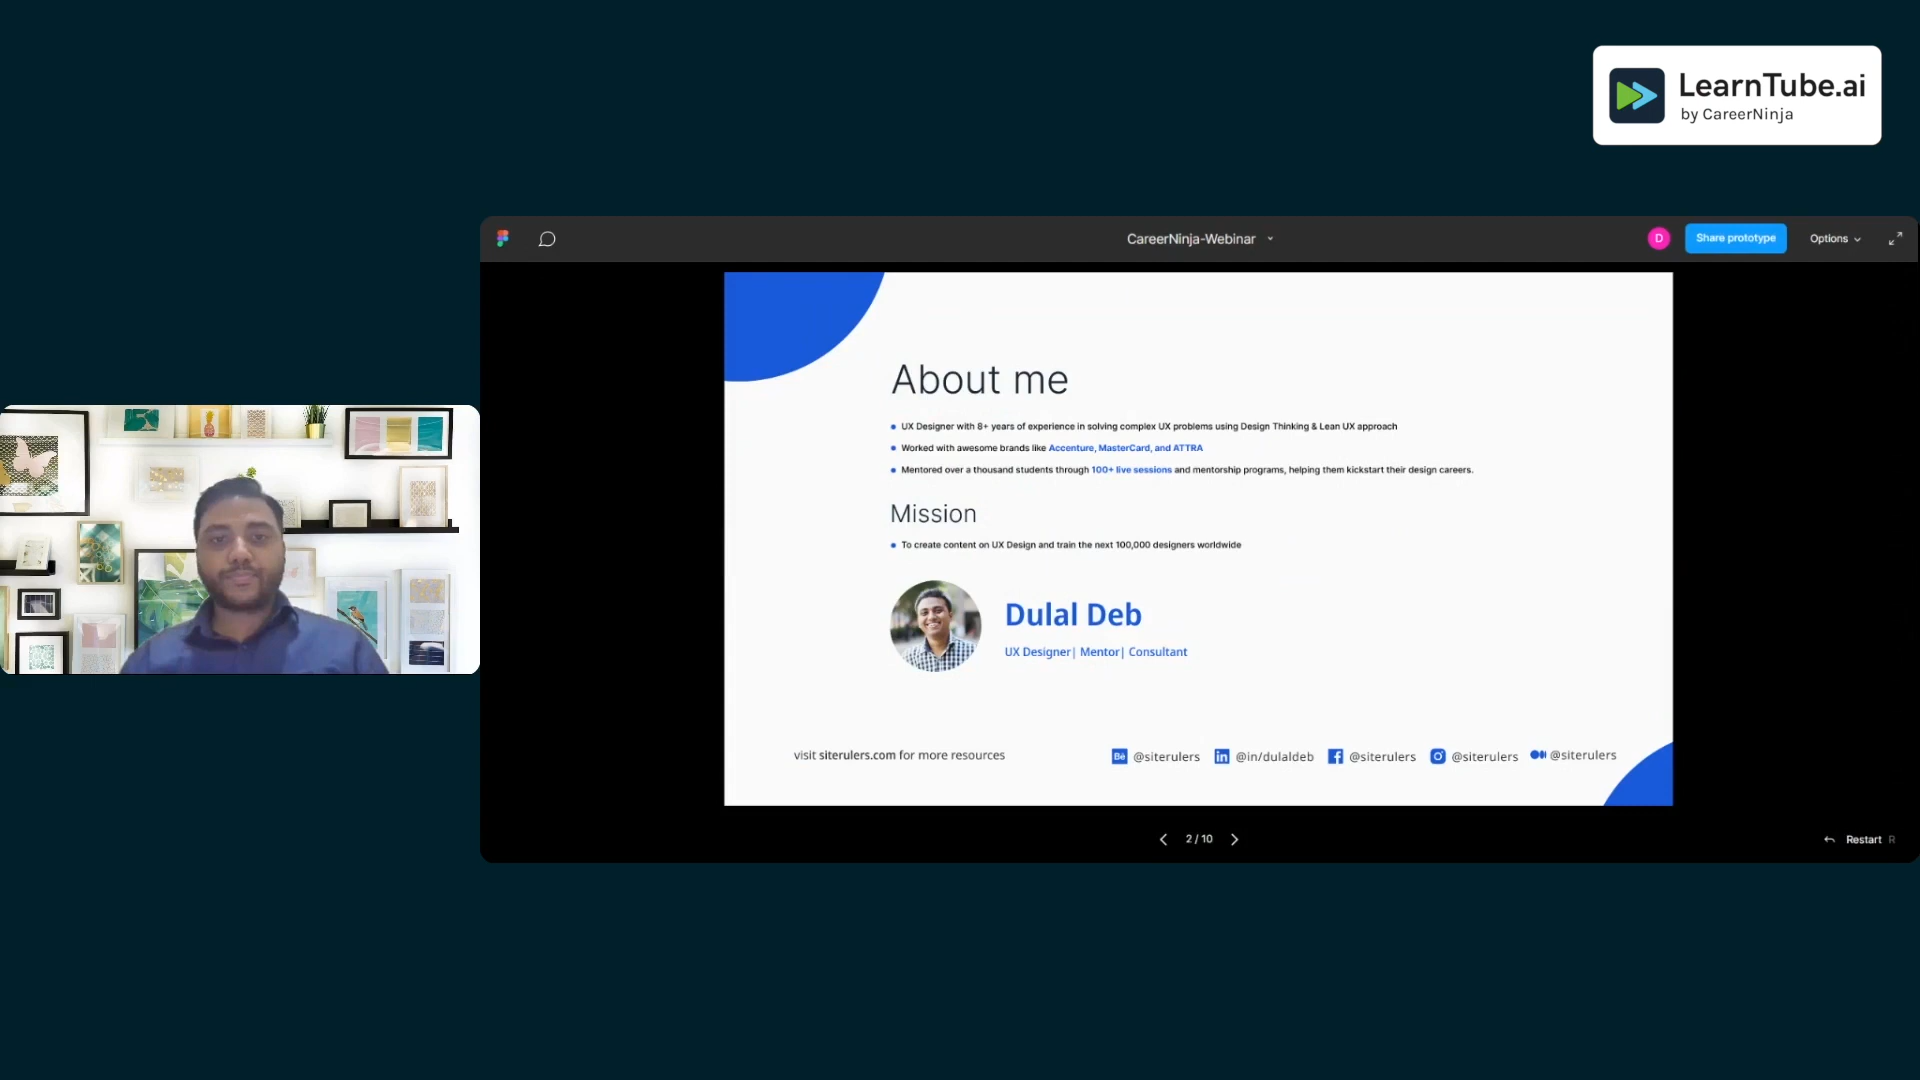 LearnTube.ai
by CareerNinja
CareerNinja-Webinar
D
Share prototype
Options
About me
UX Designer with 8+ years of experience in solving complex UX problems using Design Thinking & Lean UX approach
Worked with awesome brands like Accenture, MasterCard, and ATTRA
Mentored over a thousand students through 100+ live sessions and mentorship programs, helping them kickstart their design careers.
Mission
To create content on UX Design and train the next 100,000 designers worldwide
Dulal Deb
UX Designer| Mentor| Consultant
visit siterulers.com for more resources
Bē @siterulers
in @in/dulaldeb
f @siterulers
@siterulers
@siterulers
2 / 10
Restart R